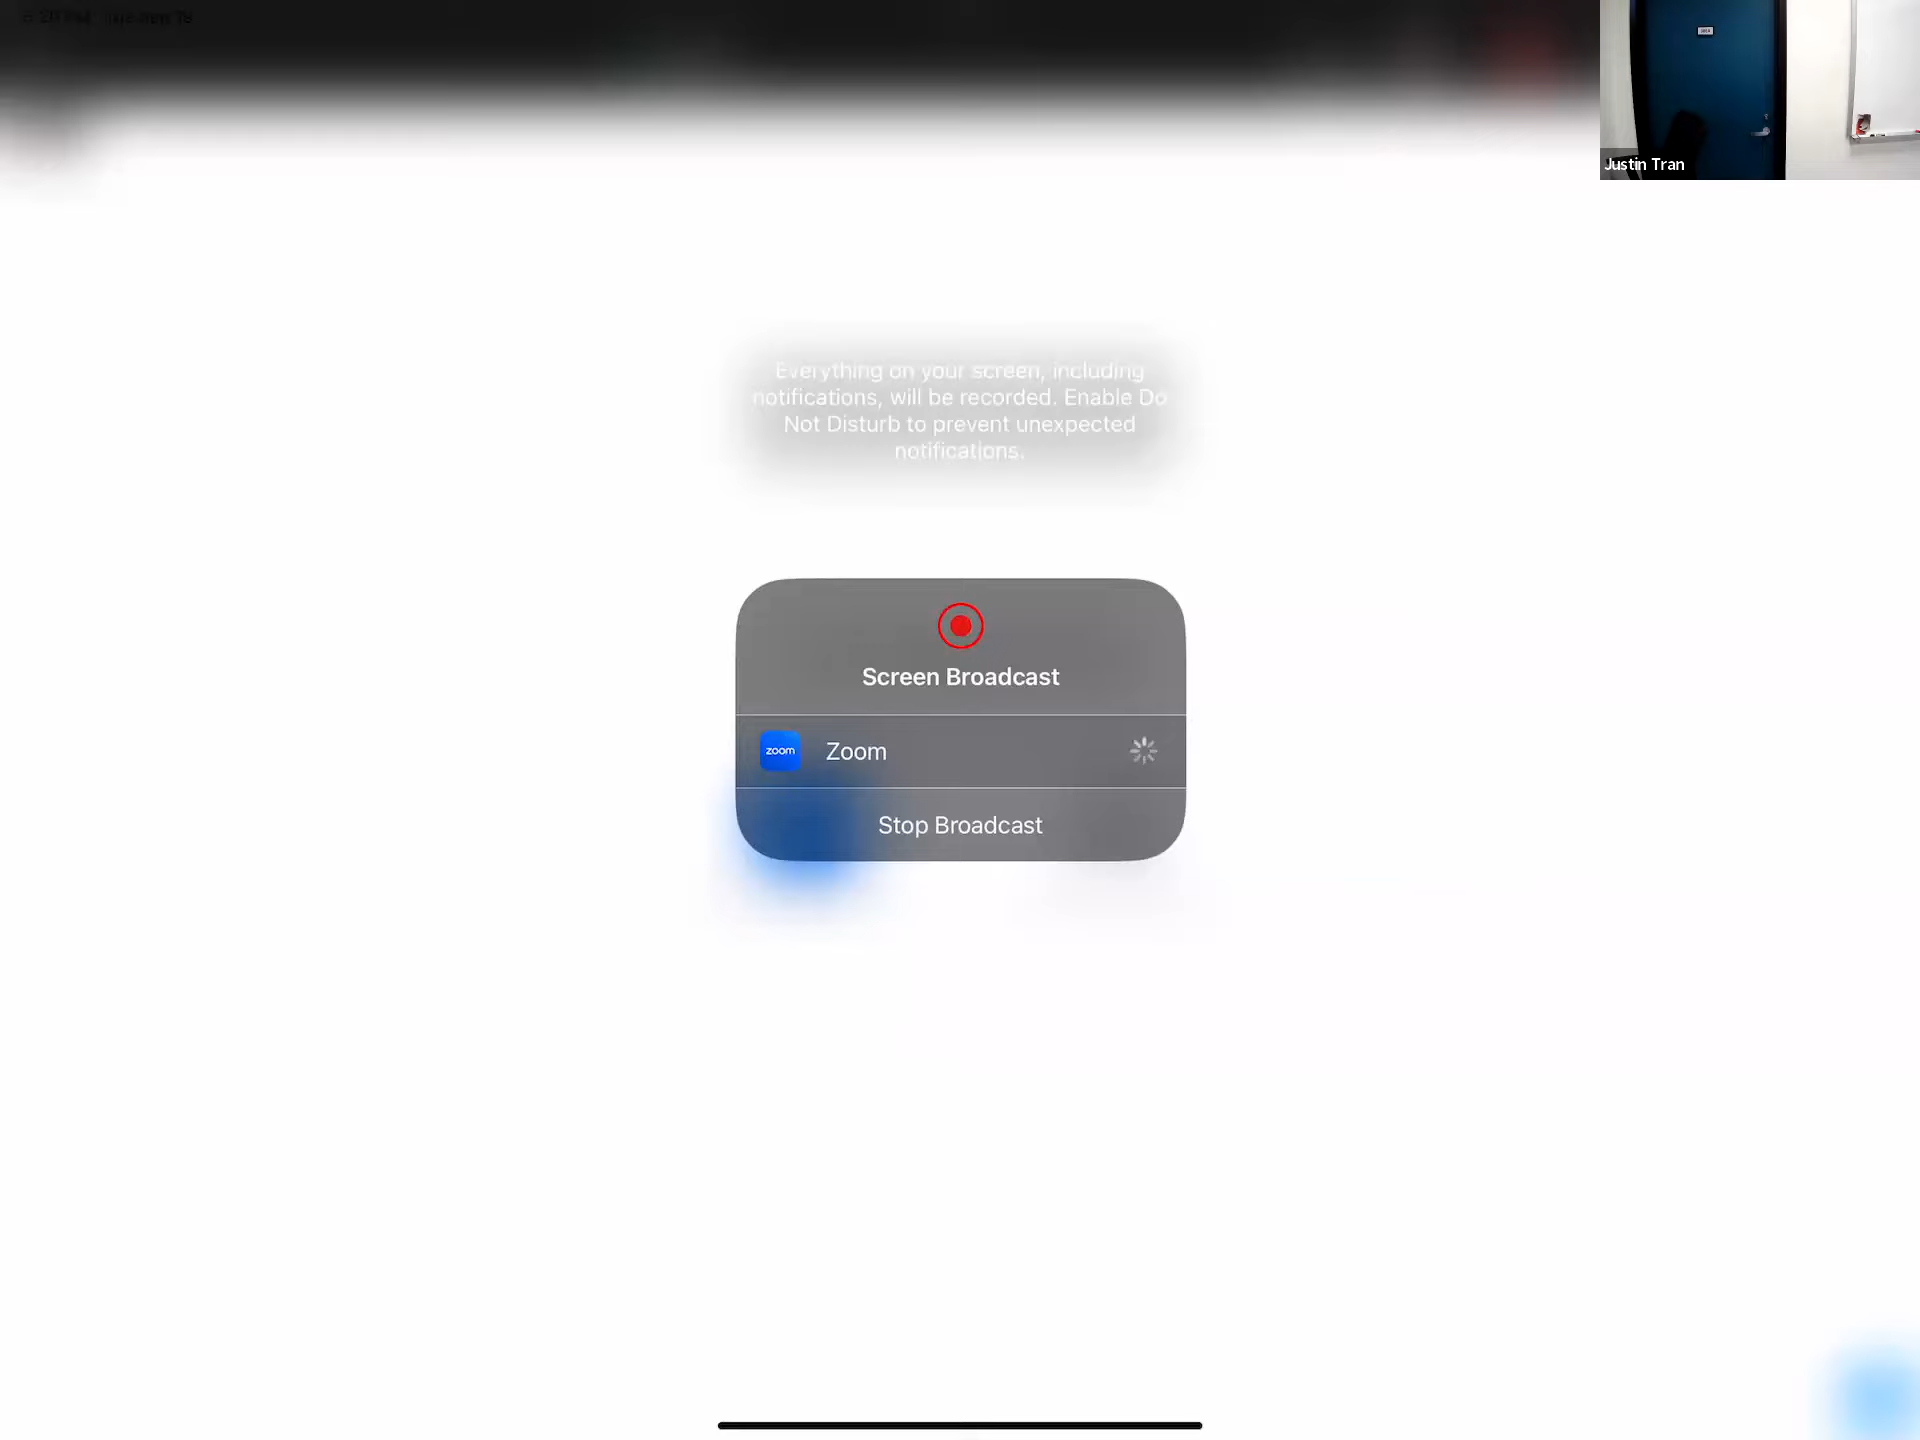 Justin Tran
Everything on your screen, including
notifications, will be recorded. Enable Do
Not Disturb to prevent unexpected
notifications.
Screen Broadcast
zoom
Zoom
Stop Broadcast